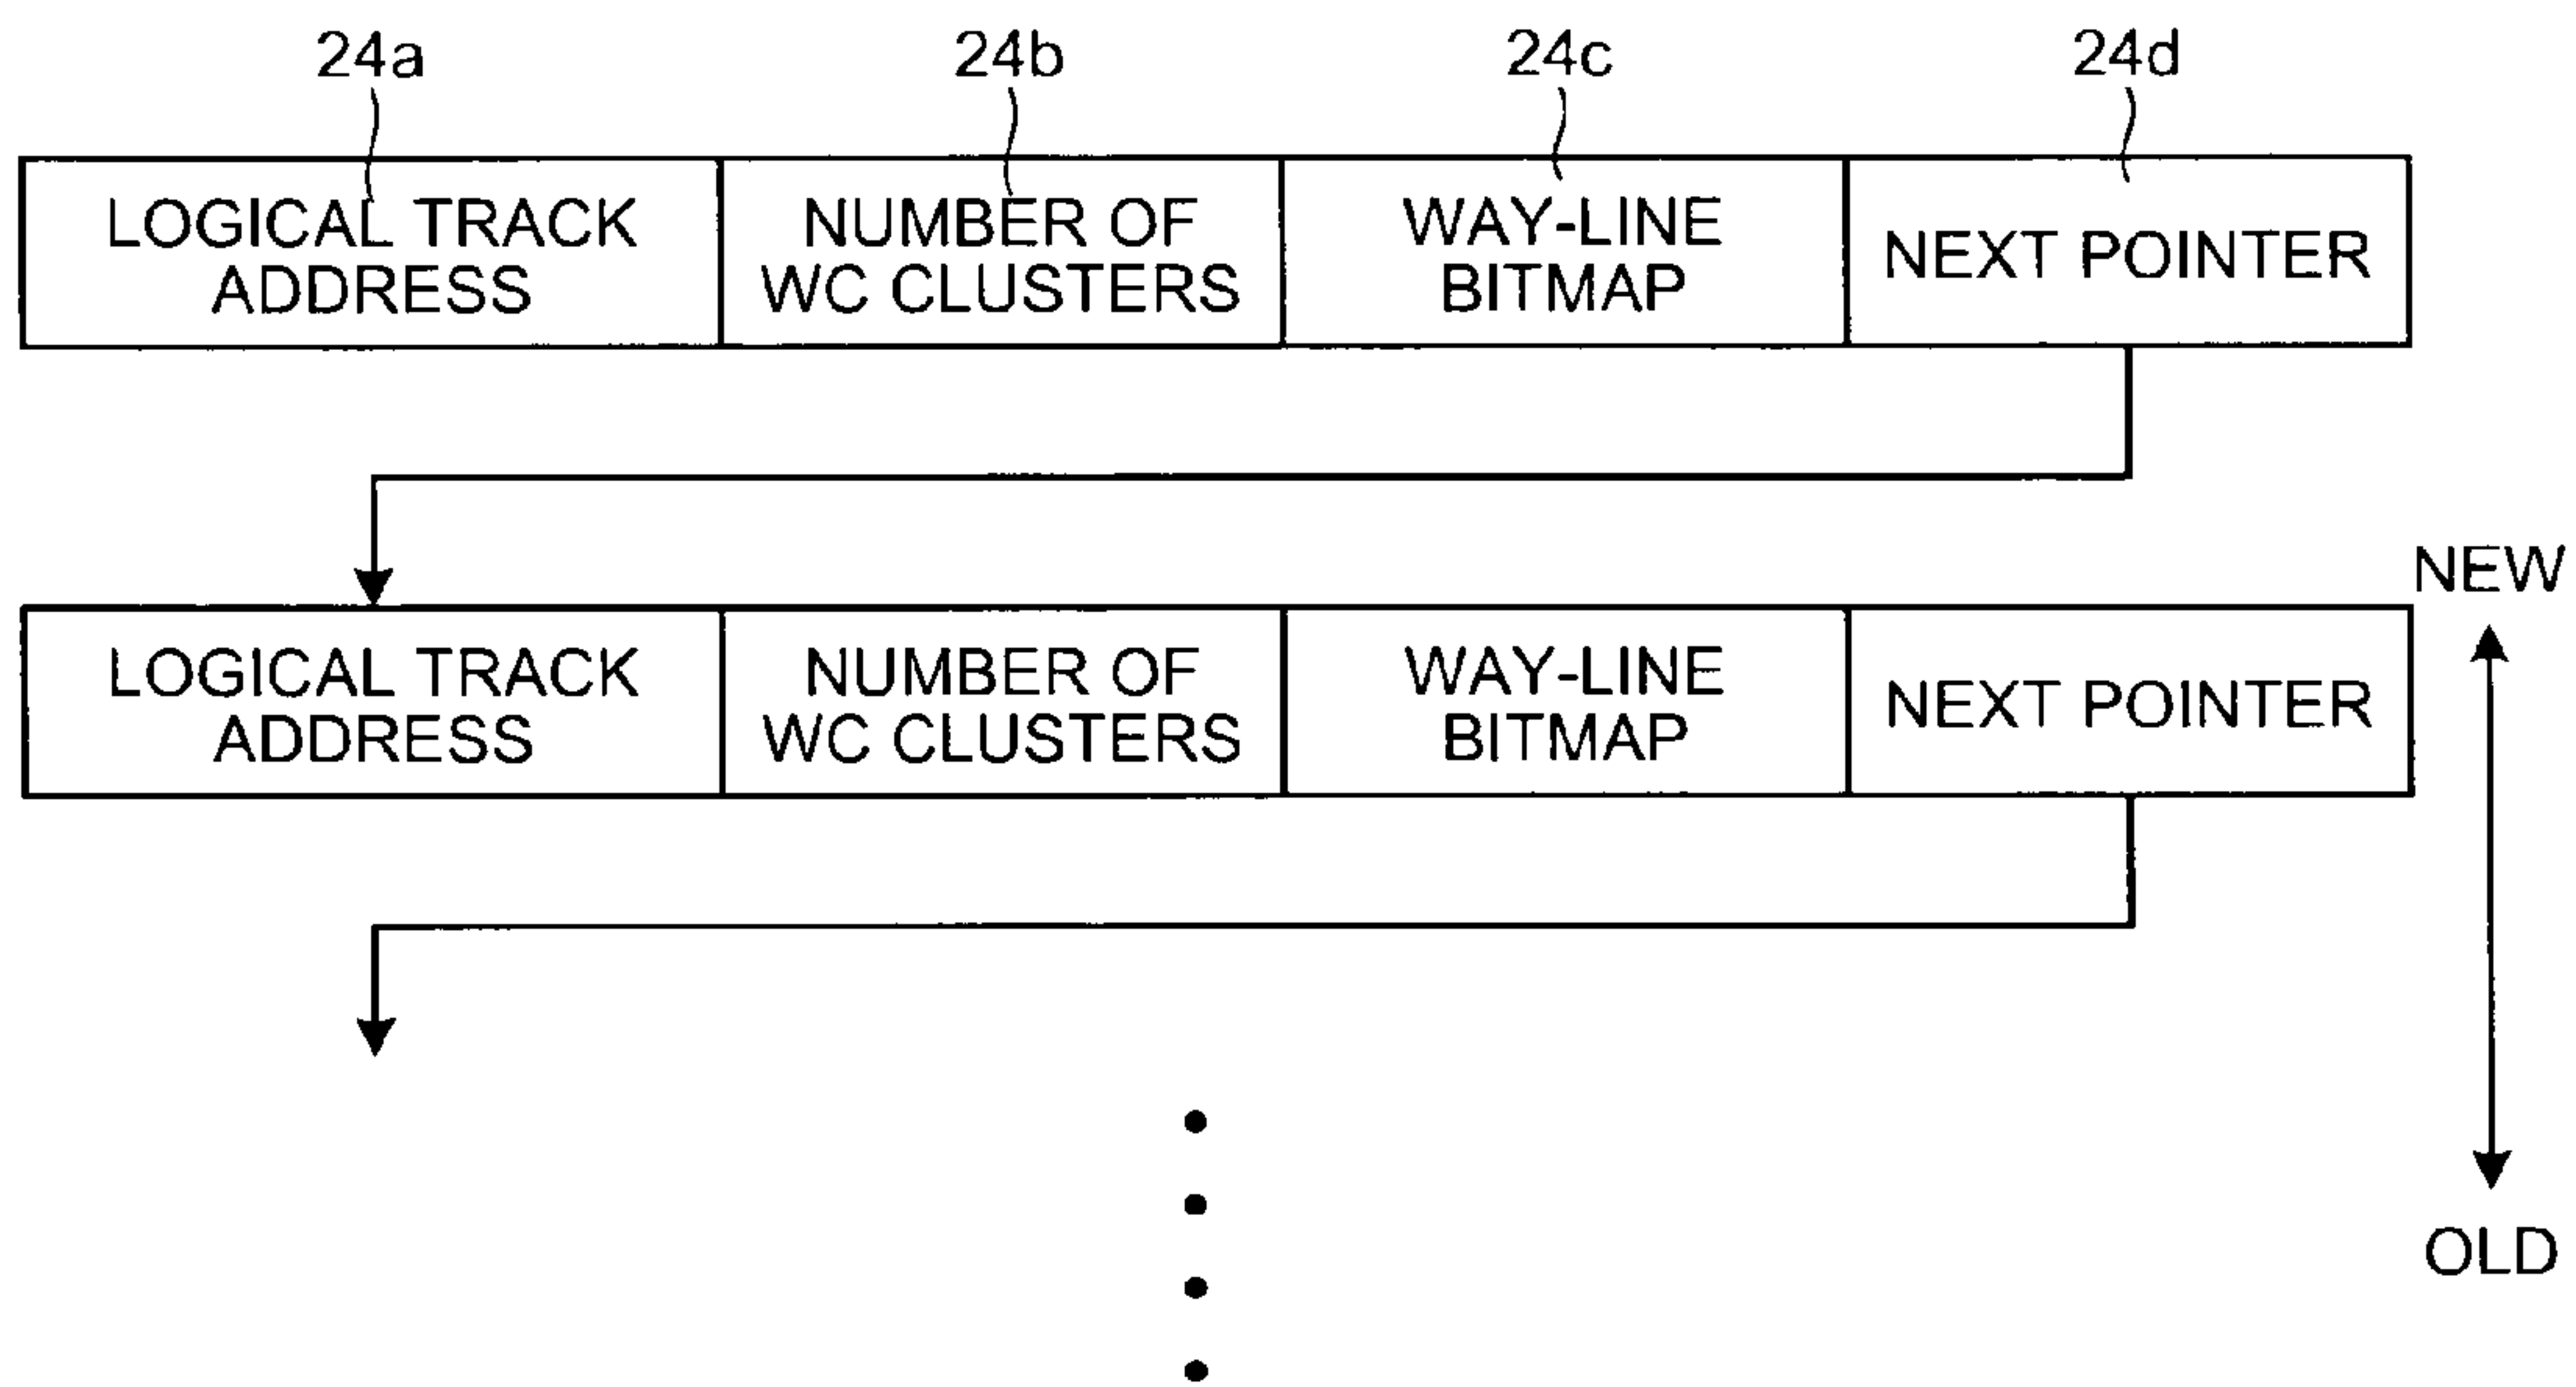 24a 24b 24c 24d
LOGICAL TRACK ADDRESS
NUMBER OF WC CLUSTERS
WAY-LINE BITMAP
NEXT POINTER
NEW
LOGICAL TRACK ADDRESS
NUMBER OF WC CLUSTERS
WAY-LINE BITMAP
NEXT POINTER
OLD